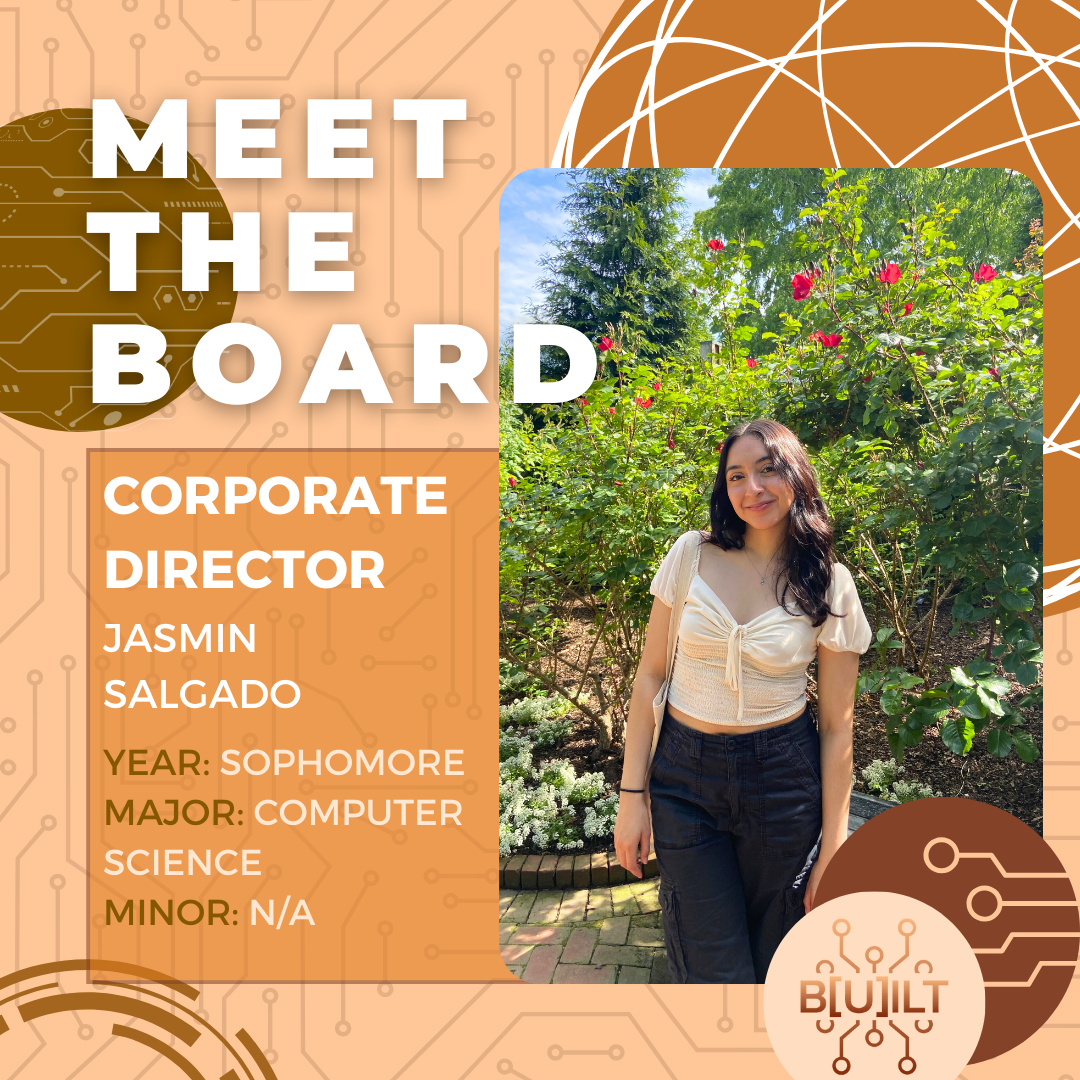 MEET
THE
BOARD
CORPORATE
DIRECTOR
JASMIN
SALGADO
YEAR: SOPHOMORE
MAJOR: COMPUTER
SCIENCE
MINOR: N/A
B[U]ILT